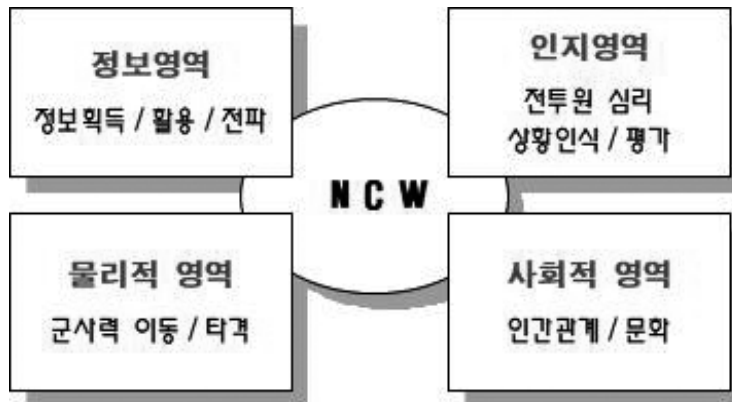 정보영역
정보획득 / 활용 / 전파
인지영역
전투원 심리
상황인식 / 평가
N C W
물리적 영역
군사력 이동 / 타격
사회적 영역
인간관계 / 문화